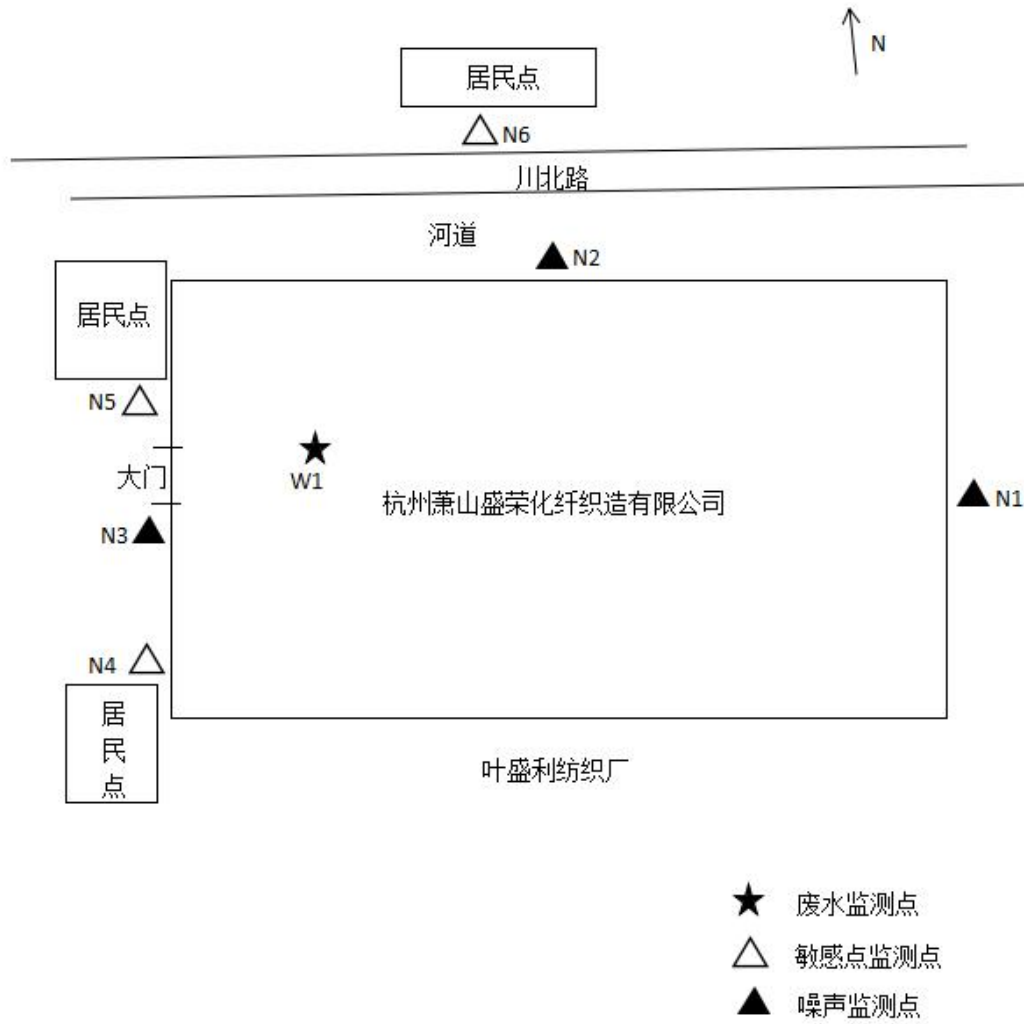 N
居民点
N6
川北路
河道
N2
居民点
N5
大门
W1
杭州萧山盛荣化纤织造有限公司
N1
N3
N4
居
民
点
叶盛利纺织厂
废水监测点
敏感点监测点
噪声监测点